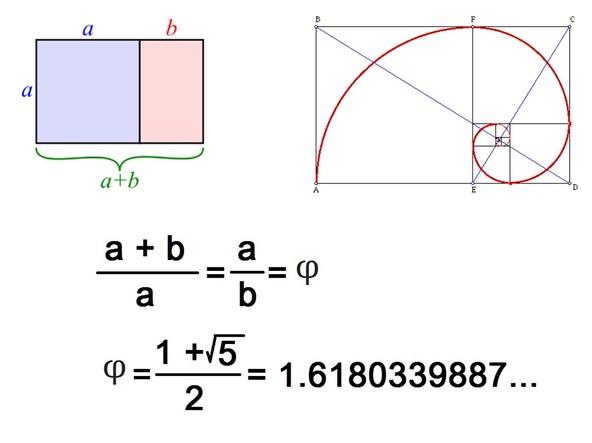 a b
a
a+b
B F C
A E D
a + b / a = a / b = φ
φ = 1 +√5 / 2 = 1.6180339887...